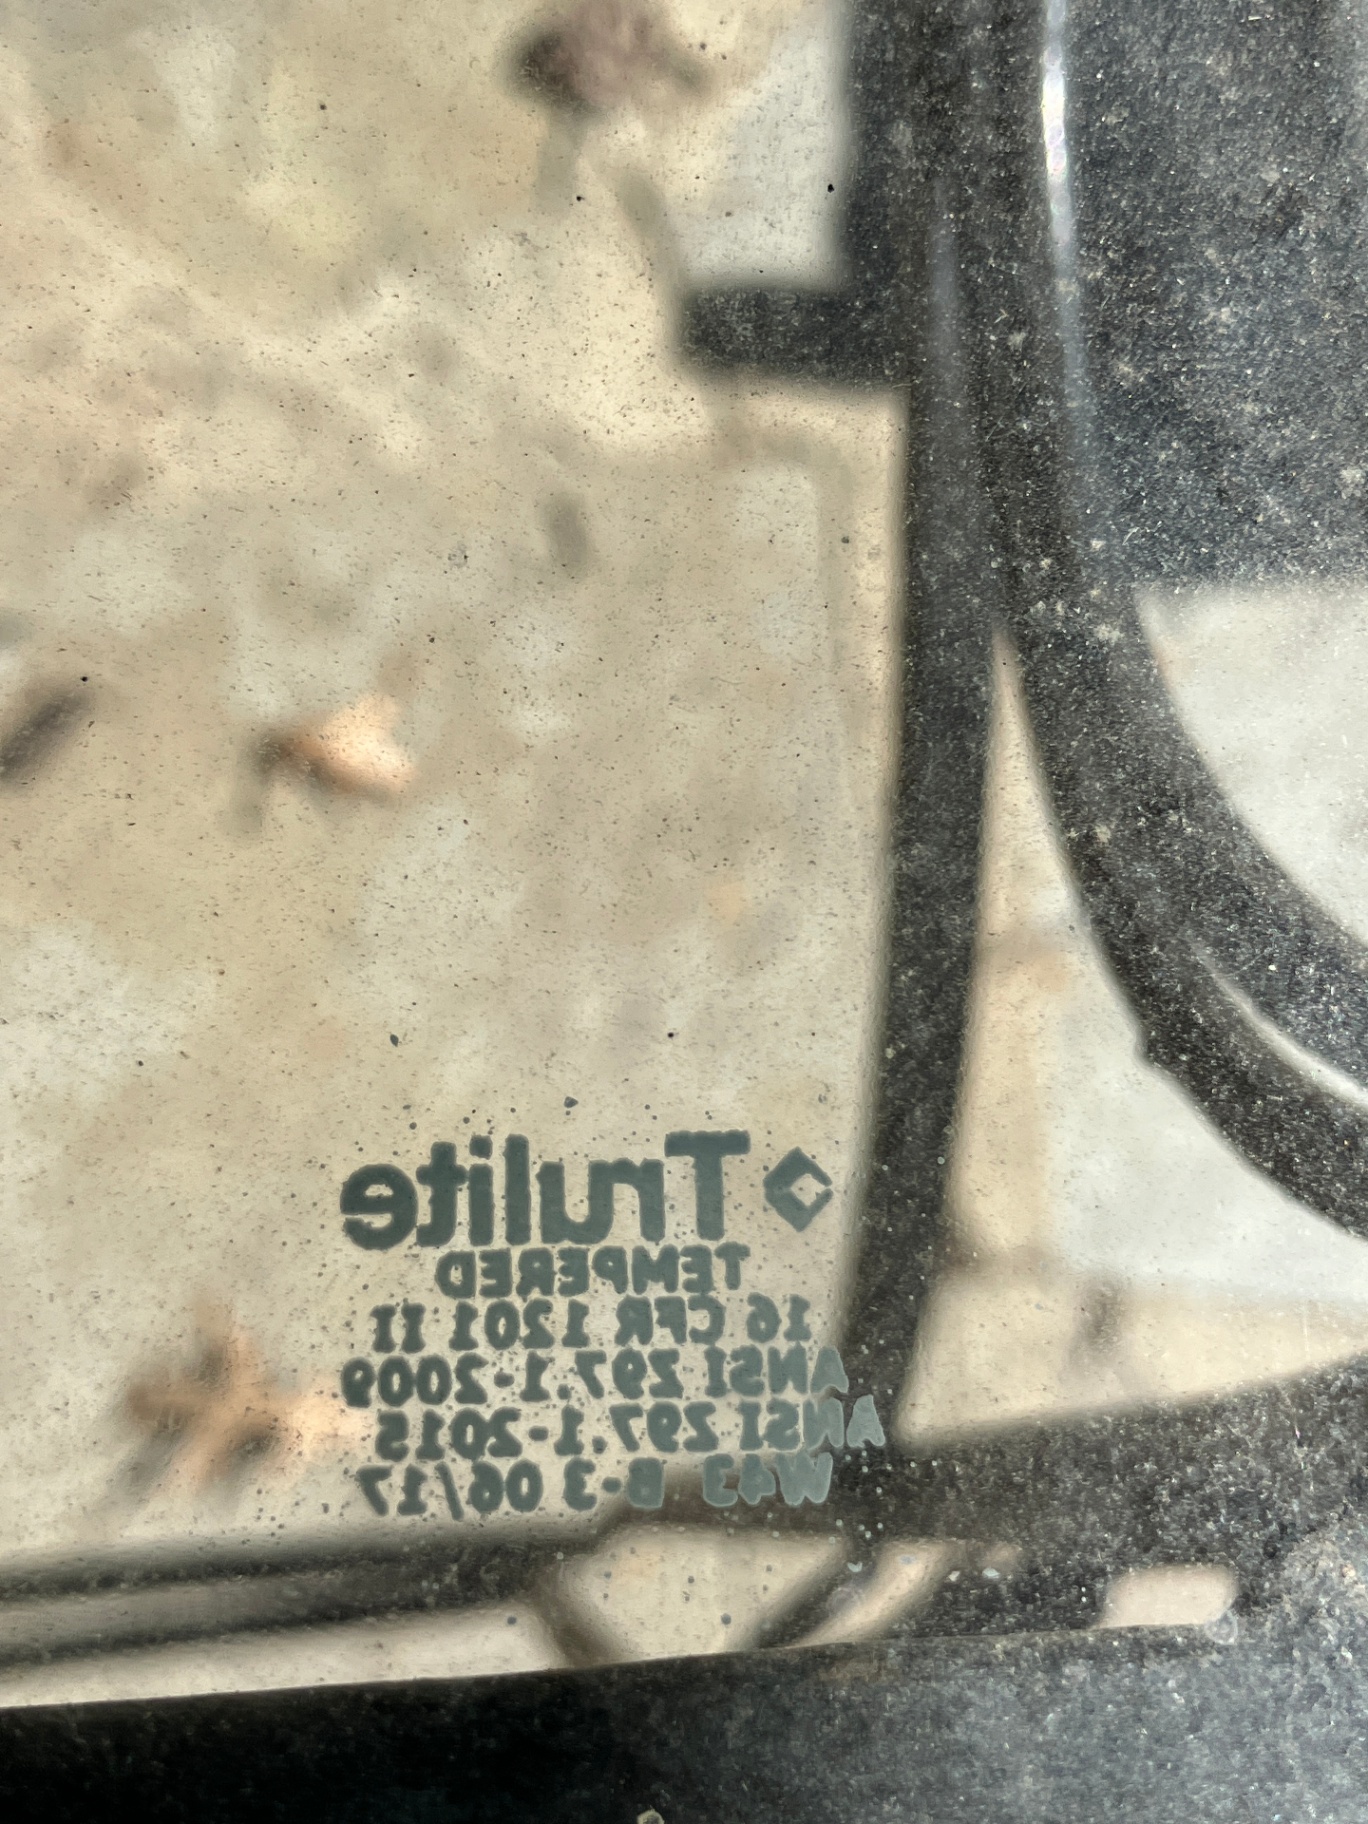 Trulite
TEMPERED
16 CFR 1201 II
ANSI Z97.1-2009
ANSI Z97.1-2015
W43 B-3 06/17